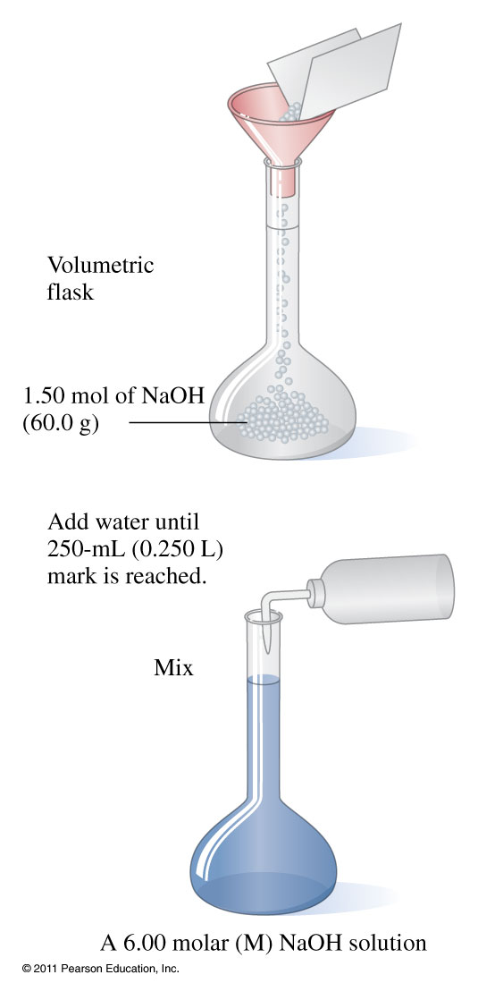 Volumetric
flask
1.50 mol of NaOH
(60.0 g)
Add water until
250-mL (0.250 L)
mark is reached.
Mix
A 6.00 molar (M) NaOH solution
© 2011 Pearson Education, Inc.